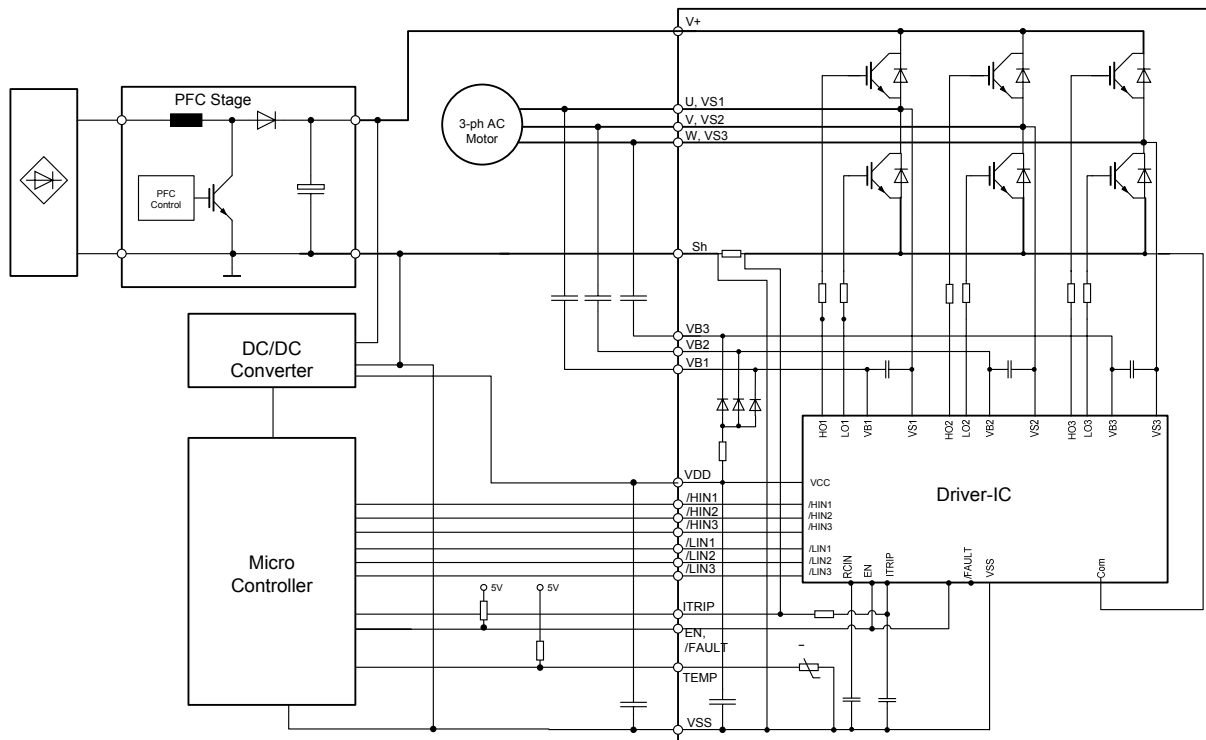 V+
PFC Stage
3-ph AC
Motor
U, VS1
V, VS2
W, VS3
PFC
Control
Sh
DC/DC
Converter
VB3
VB2
VB1
HO1
LO1
VB1
VS1
HO2
LO2
VB2
VS2
HO3
LO3
VB3
VS3
VDD
VCC
Driver-IC
/HIN1
/HIN2
/HIN3
/LIN1
/LIN2
/LIN3
/HIN1
/HIN2
/HIN3
/LIN1
/LIN2
/LIN3
RCIN
EN
ITRIP
/FAULT
VSS
Com
Micro
Controller
5V
5V
ITRIP
EN,
/FAULT
TEMP
VSS